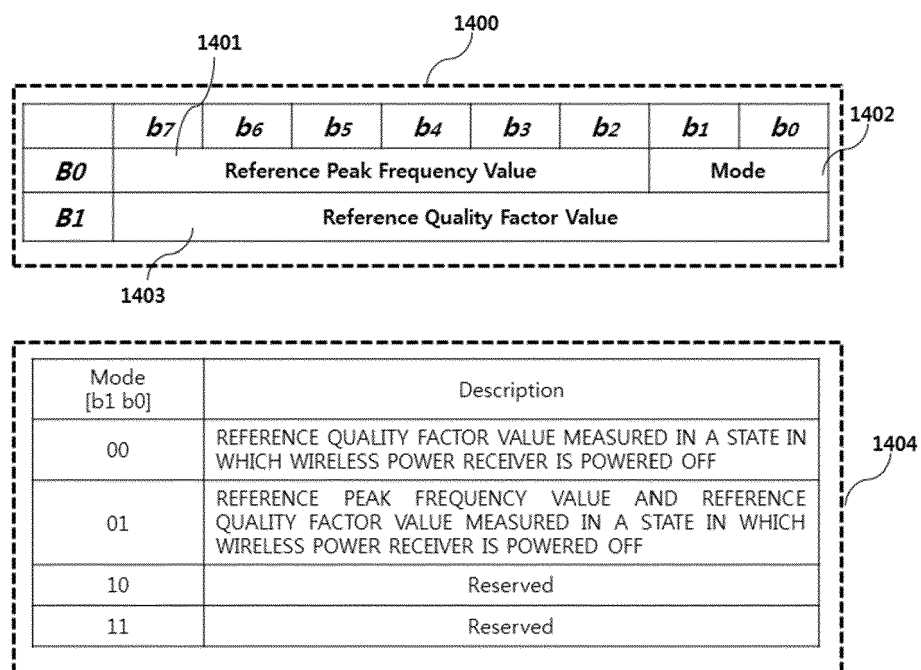 1400
1401
b7 b6 b5 b4 b3 b2 b1 b0
1402
B0 Reference Peak Frequency Value Mode
B1 Reference Quality Factor Value
1403
Mode
[b1 b0]
Description
00
REFERENCE QUALITY FACTOR VALUE MEASURED IN A STATE IN
WHICH WIRELESS POWER RECEIVER IS POWERED OFF
1404
01
REFERENCE PEAK FREQUENCY VALUE AND REFERENCE
QUALITY FACTOR VALUE MEASURED IN A STATE IN WHICH
WIRELESS POWER RECEIVER IS POWERED OFF
10 Reserved
11 Reserved